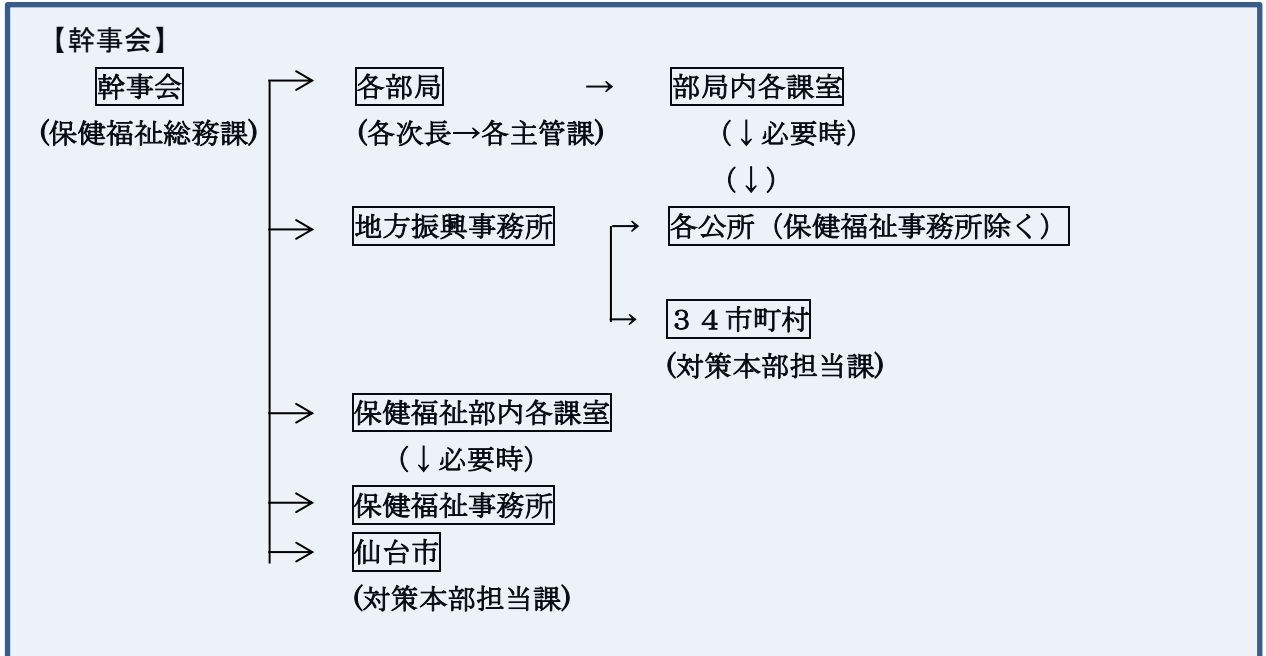 【幹事会】
幹事会 各部局 → 部局内各課室
(保健福祉総務課) (各次長→各主管課) (↓必要時)
(↓)
地方振興事務所 各公所（保健福祉事務所除く）
３４市町村
(対策本部担当課)
保健福祉部内各課室
(↓必要時)
保健福祉事務所
仙台市
(対策本部担当課)